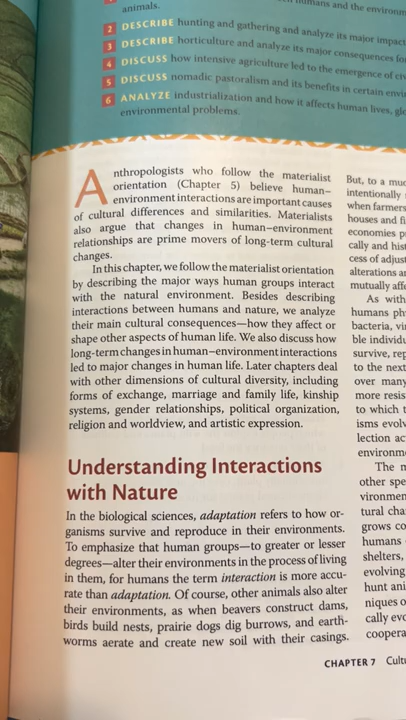 humans and the environm
animals.
2 DESCRIBE hunting and gathering and analyze its major impact
3 DESCRIBE horticulture and analyze its major consequences fo
4 DISCUSS how intensive agriculture led to the emergence of civ
5 DISCUSS nomadic pastoralism and its benefits in certain envi
6 ANALYZE industrialization and how it affects human lives, glo
environmental problems.
Anthropologists who follow the materialist
orientation (Chapter 5) believe human–
environment interactions are important causes
of cultural differences and similarities. Materialists
also argue that changes in human–environment
relationships are prime movers of long-term cultural
changes.
In this chapter, we follow the materialist orientation
by describing the major ways human groups interact
with the natural environment. Besides describing
interactions between humans and nature, we analyze
their main cultural consequences—how they affect or
shape other aspects of human life. We also discuss how
long-term changes in human–environment interactions
led to major changes in human life. Later chapters deal
with other dimensions of cultural diversity, including
forms of exchange, marriage and family life, kinship
systems, gender relationships, political organization,
religion and worldview, and artistic expression.
Understanding Interactions
with Nature
In the biological sciences, adaptation refers to how or-
ganisms survive and reproduce in their environments.
To emphasize that human groups—to greater or lesser
degrees—alter their environments in the process of living
in them, for humans the term interaction is more accu-
rate than adaptation. Of course, other animals also alter
their environments, as when beavers construct dams,
birds build nests, prairie dogs dig burrows, and earth-
worms aerate and create new soil with their casings.
But, to a muc
intentionally
when farmers
houses and fi
economies p
cally and hist
cess of adjust
alterations ar
mutually affe
As with
humans ph
bacteria, vir
ble individu
survive, rep
to the next
over many
more resis
to which t
isms evolv
lection ac
environm
The n
other spe
vironmen
tural cha
grows co
humans
shelters,
evolving
hunt ani
niques o
cally evo
coopera
CHAPTER 7 Cultu